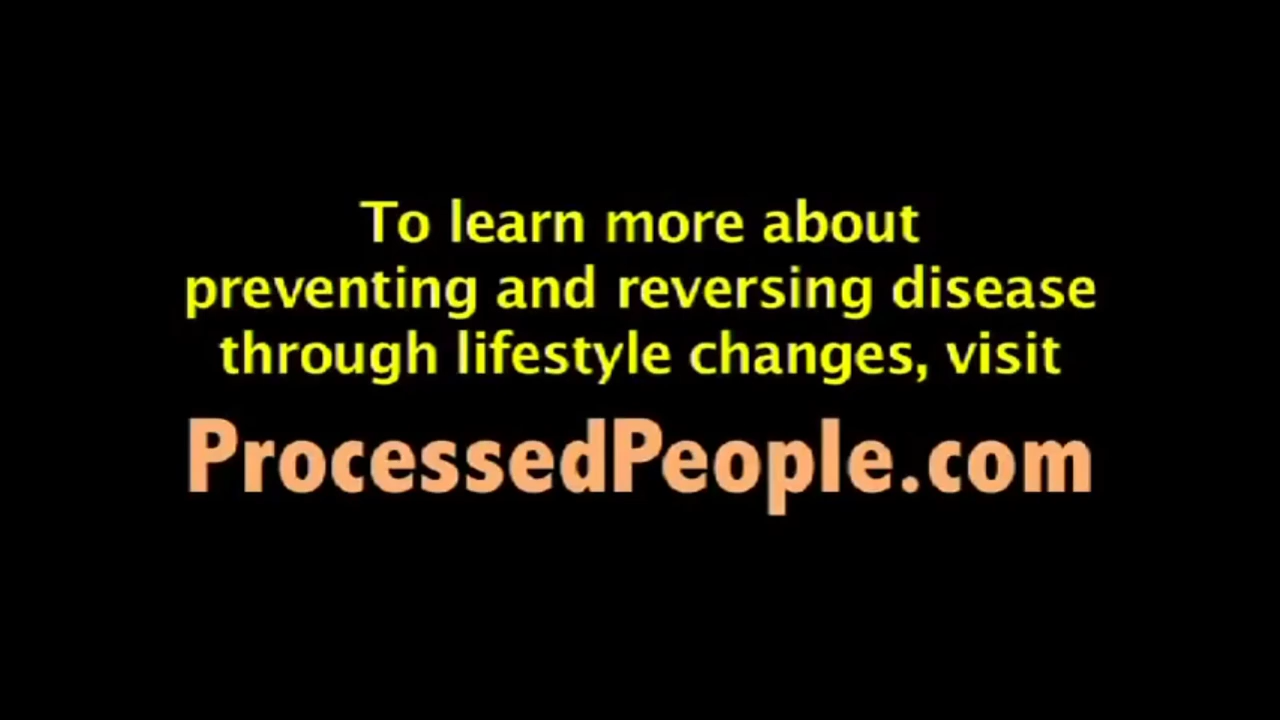 To learn more about
preventing and reversing disease
through lifestyle changes, visit
ProcessedPeople.com